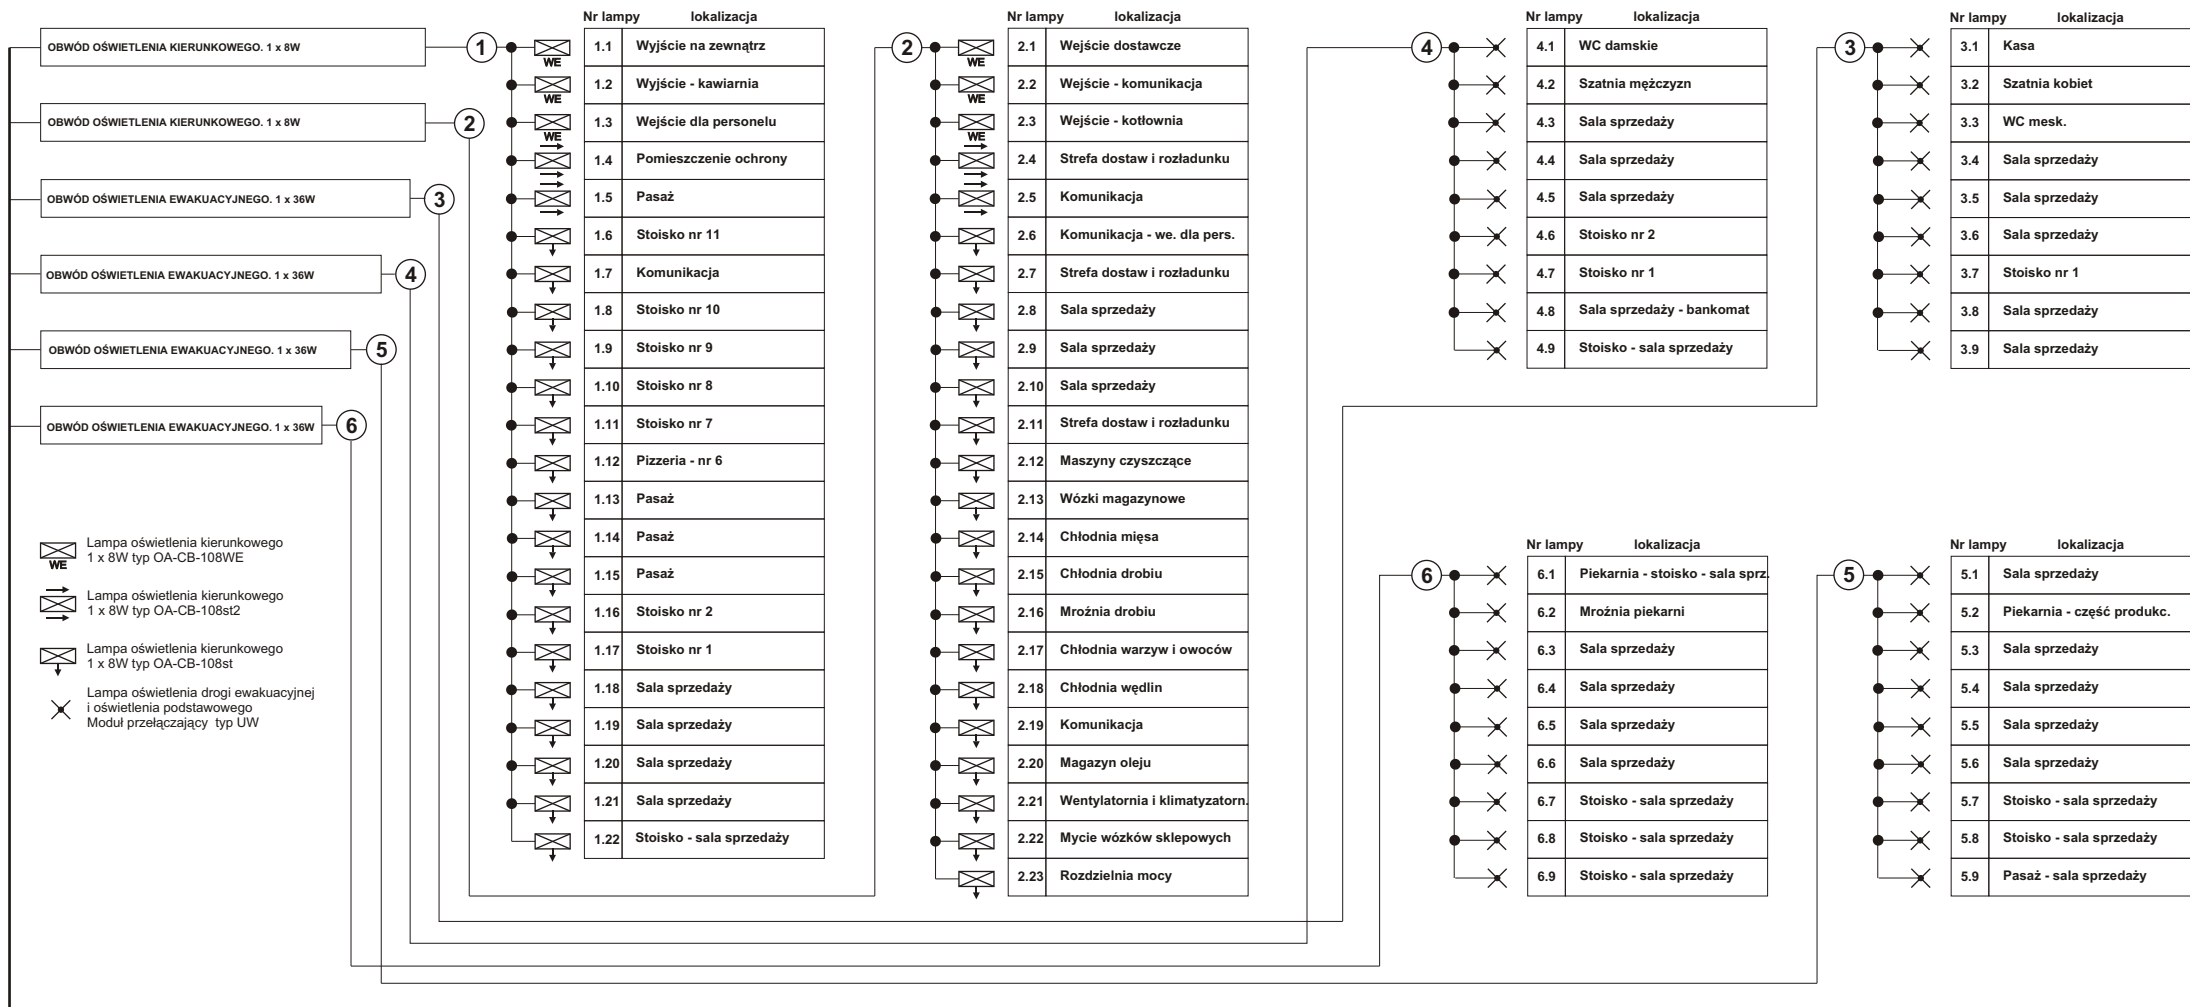 OBWÓD OŚWIETLENIA KIERUNKOWEGO. 1 x 8W
1
OBWÓD OŚWIETLENIA KIERUNKOWEGO. 1 x 8W
2
OBWÓD OŚWIETLENIA EWAKUACYJNEGO. 1 x 36W
3
OBWÓD OŚWIETLENIA EWAKUACYJNEGO. 1 x 36W
4
OBWÓD OŚWIETLENIA EWAKUACYJNEGO. 1 x 36W
5
OBWÓD OŚWIETLENIA EWAKUACYJNEGO. 1 x 36W
6
WE
Lampa oświetlenia kierunkowego
1 x 8W typ OA-CB-108WE
Lampa oświetlenia kierunkowego
1 x 8W typ OA-CB-108st2
Lampa oświetlenia kierunkowego
1 x 8W typ OA-CB-108st
Lampa oświetlenia drogi ewakuacyjnej
i oświetlenia podstawowego
Moduł przełączający typ UW
Nr lampy lokalizacja
WE
1.1 Wyjście na zewnątrz
WE
1.2 Wyjście - kawiarnia
WE
1.3 Wejście dla personelu
1.4 Pomieszczenie ochrony
1.5 Pasaż
1.6 Stoisko nr 11
1.7 Komunikacja
1.8 Stoisko nr 10
1.9 Stoisko nr 9
1.10 Stoisko nr 8
1.11 Stoisko nr 7
1.12 Pizzeria - nr 6
1.13 Pasaż
1.14 Pasaż
1.15 Pasaż
1.16 Stoisko nr 2
1.17 Stoisko nr 1
1.18 Sala sprzedaży
1.19 Sala sprzedaży
1.20 Sala sprzedaży
1.21 Sala sprzedaży
1.22 Stoisko - sala sprzedaży
2
Nr lampy lokalizacja
WE
2.1 Wejście dostawcze
WE
2.2 Wejście - komunikacja
WE
2.3 Wejście - kotłownia
2.4 Strefa dostaw i rozładunku
2.5 Komunikacja
2.6 Komunikacja - we. dla pers.
2.7 Strefa dostaw i rozładunku
2.8 Sala sprzedaży
2.9 Sala sprzedaży
2.10 Sala sprzedaży
2.11 Strefa dostaw i rozładunku
2.12 Maszyny czyszczące
2.13 Wózki magazynowe
2.14 Chłodnia mięsa
2.15 Chłodnia drobiu
2.16 Mroźnia drobiu
2.17 Chłodnia warzyw i owoców
2.18 Chłodnia wędlin
2.19 Komunikacja
2.20 Magazyn oleju
2.21 Wentylatornia i klimatyzatorn.
2.22 Mycie wózków sklepowych
2.23 Rozdzielnia mocy
4
Nr lampy lokalizacja
4.1 WC damskie
4.2 Szatnia mężczyzn
4.3 Sala sprzedaży
4.4 Sala sprzedaży
4.5 Sala sprzedaży
4.6 Stoisko nr 2
4.7 Stoisko nr 1
4.8 Sala sprzedaży - bankomat
4.9 Stoisko - sala sprzedaży
3
Nr lampy lokalizacja
3.1 Kasa
3.2 Szatnia kobiet
3.3 WC mesk.
3.4 Sala sprzedaży
3.5 Sala sprzedaży
3.6 Sala sprzedaży
3.7 Stoisko nr 1
3.8 Sala sprzedaży
3.9 Sala sprzedaży
6
Nr lampy lokalizacja
6.1 Piekarnia - stoisko - sala sprz.
6.2 Mroźnia piekarni
6.3 Sala sprzedaży
6.4 Sala sprzedaży
6.5 Sala sprzedaży
6.6 Sala sprzedaży
6.7 Stoisko - sala sprzedaży
6.8 Stoisko - sala sprzedaży
6.9 Stoisko - sala sprzedaży
5
Nr lampy lokalizacja
5.1 Sala sprzedaży
5.2 Piekarnia - część produkc.
5.3 Sala sprzedaży
5.4 Sala sprzedaży
5.5 Sala sprzedaży
5.6 Sala sprzedaży
5.7 Stoisko - sala sprzedaży
5.8 Stoisko - sala sprzedaży
5.9 Pasaż - sala sprzedaży